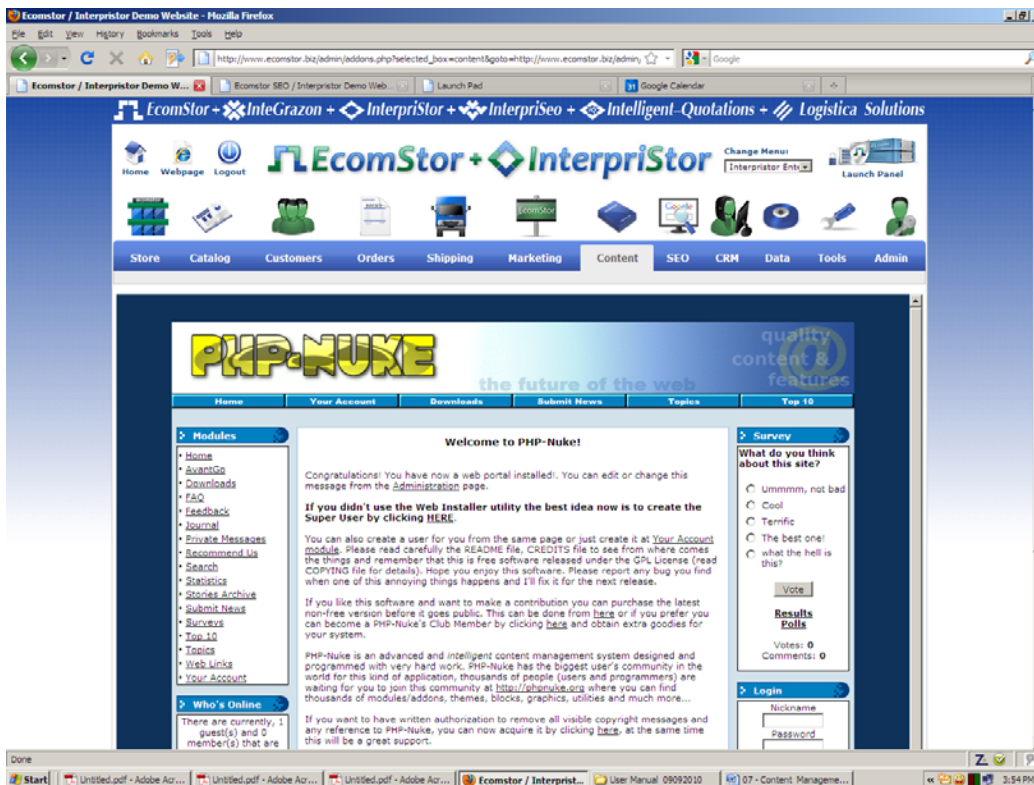 Ecomstor / Interpristor Demo Website - Mozilla Firefox
File Edit View History Bookmarks Tools Help
http://www.ecomstor.biz/admin/addons.php?selected_box=content&goto=http://www.ecomstor.biz/admin,
Google
Ecomstor / Interpristor Demo W...
Ecomstor SEO / Interpristor Demo Web...
Launch Pad
31 Google Calendar
EcomStor + InteGrazon + InterpriStor + InterpriSeo + Intelligent-Quotations + Logistica Solutions
Home Webpage Logout
EcomStor + InterpriStor
Change Menu:
Interpristor Ente
Launch Panel
Google
EcomStor
Store Catalog Customers Orders Shipping Marketing Content SEO CRM Data Tools Admin
PHP-NUKE
the future of the web
quality
content &
features
@
Home Your Account Downloads Submit News Topics Top 10
Modules
Home
AvantGo
Downloads
FAQ
Feedback
Journal
Private Messages
Recommend Us
Search
Statistics
Stories Archive
Submit News
Surveys
Top 10
Topics
Web Links
Your Account
Who's Online
There are currently, 1
guest(s) and 0
member(s) that are
Welcome to PHP-Nuke!
Congratulations! You have now a web portal installed!. You can edit or change this
message from the Administration page.
If you didn't use the Web Installer utility the best idea now is to create the
Super User by clicking HERE.
You can also create a user for you from the same page or just create it at Your Account
module. Please read carefully the README file, CREDITS file to see from where comes
the things and remember that this is free software released under the GPL License (read
COPYING file for details). Hope you enjoy this software. Please report any bug you find
when one of this annoying things happens and I'll fix it for the next release.
If you like this software and want to make a contribution you can purchase the latest
non-free version before it goes public. This can be done from here or if you prefer you
can become a PHP-Nuke's Club Member by clicking here and obtain extra goodies for
your system.
PHP-Nuke is an advanced and intelligent content management system designed and
programmed with very hard work. PHP-Nuke has the biggest user's community in the
world for this kind of application, thousands of people (users and programmers) are
waiting for you to join this community at http://phpnuke.org where you can find
thousands of modules/addons, themes, blocks, graphics, utilities and much more...
If you want to have written authorization to remove all visible copyright messages and
any reference to PHP-Nuke, you can now acquire it by clicking here, at the same time
this will be a great support.
Survey
What do you think
about this site?
Ummmm, not bad
Cool
Terrific
The best one!
what the hell is
this?
Vote
Results
Polls
Votes: 0
Comments: 0
Login
Nickname
Password
Done
Start
Untitled.pdf - Adobe Acr...
Untitled.pdf - Adobe Acr...
Untitled.pdf - Adobe Acr...
Ecomstor / Interprist...
User Manual 09092010
07 - Content Manageme...
3:54 PM